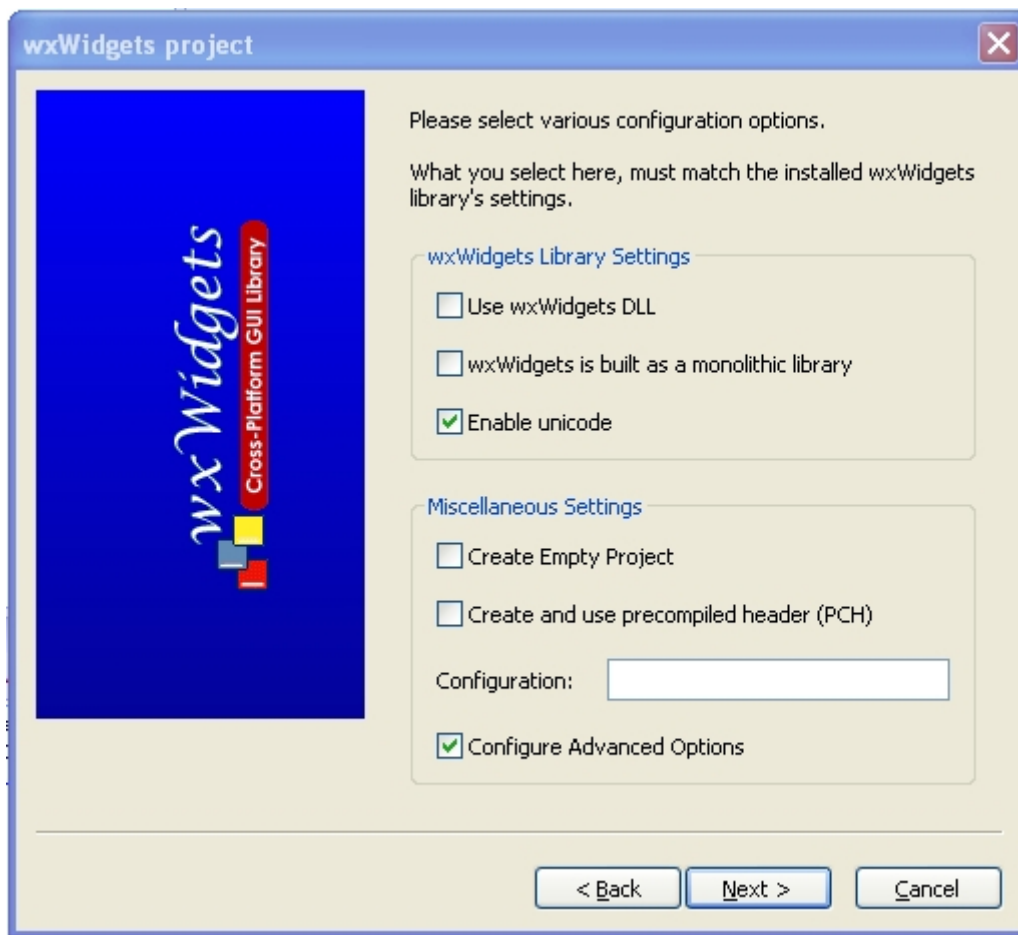 wxWidgets project
wxWidgets
Cross-Platform GUI Library
Please select various configuration options.
What you select here, must match the installed wxWidgets
library's settings.
wxWidgets Library Settings
Use wxWidgets DLL
wxWidgets is built as a monolithic library
Enable unicode
Miscellaneous Settings
Create Empty Project
Create and use precompiled header (PCH)
Configuration:
Configure Advanced Options
< Back
Next >
Cancel